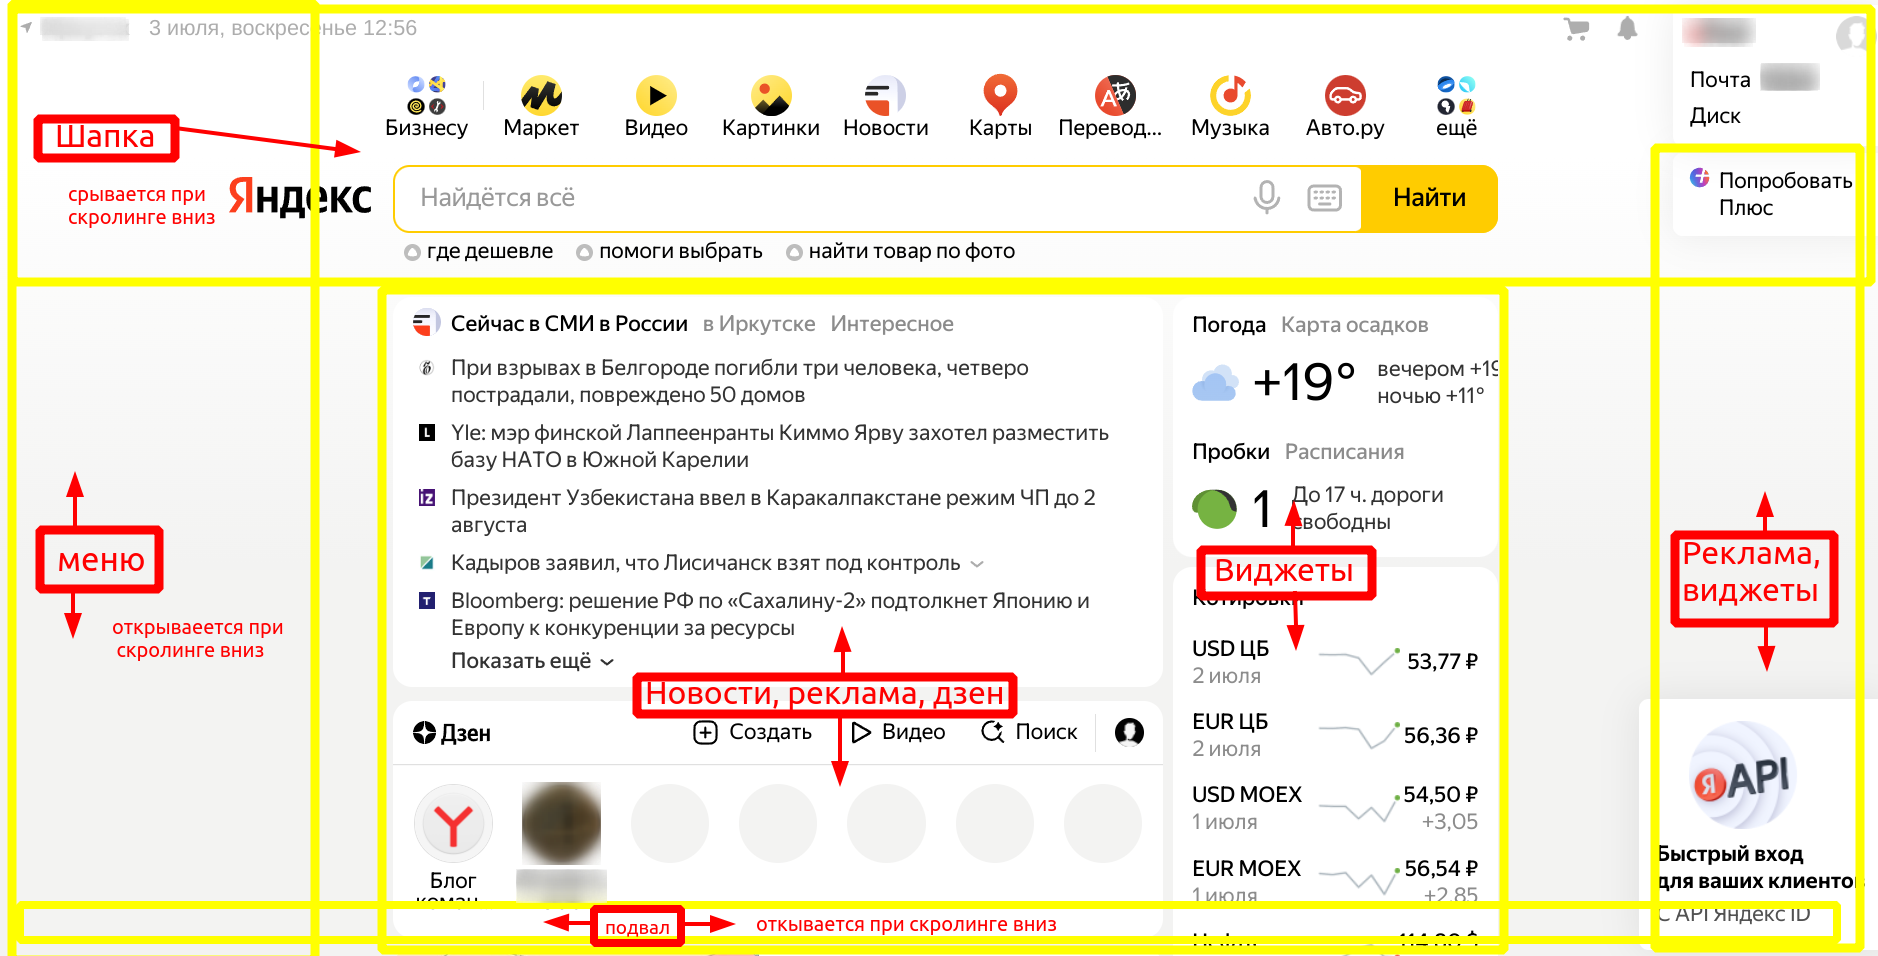 3 июля, воскресенье 12:56
Почта
Диск
Бизнесу
Маркет
Видео
Картинки
Новости
Карты
Перевод...
Музыка
Авто.ру
ещё
Шапка
срывается при
скролинге вниз
Яндекс
Найдётся всё
Найти
Попробовать
Плюс
где дешевле
помоги выбрать
найти товар по фото
Сейчас в СМИ в России в Иркутске Интересное
При взрывах в Белгороде погибли три человека, четверо
пострадали, повреждено 50 домов
Yle: мэр финской Лаппеенранты Киммо Ярву захотел разместить
базу НАТО в Южной Карелии
Президент Узбекистана ввел в Каракалпакстане режим ЧП до 2
августа
Кадыров заявил, что Лисичанск взят под контроль
Bloomberg: решение РФ по «Сахалину-2» подтолкнет Японию и
Европу к конкуренции за ресурсы
Показать ещё
Погода Карта осадков
+19°
вечером +19
ночью +11°
Пробки Расписания
1
До 17 ч. дороги
свободны
Виджеты
Котировки
USD ЦБ
2 июля
53,77 ₽
EUR ЦБ
2 июля
56,36 ₽
USD MOEX
1 июля
54,50 ₽
+3,05
EUR MOEX
1 июля
56,54 ₽
+2,85
меню
открываеется при
скролинге вниз
Реклама,
виджеты
Новости, реклама, дзен
Дзен
Создать
Видео
Поиск
Блог
коман
Я API
Быстрый вход
для ваших клиентов
С API Яндекс ID
подвал
откывается при скролинге вниз